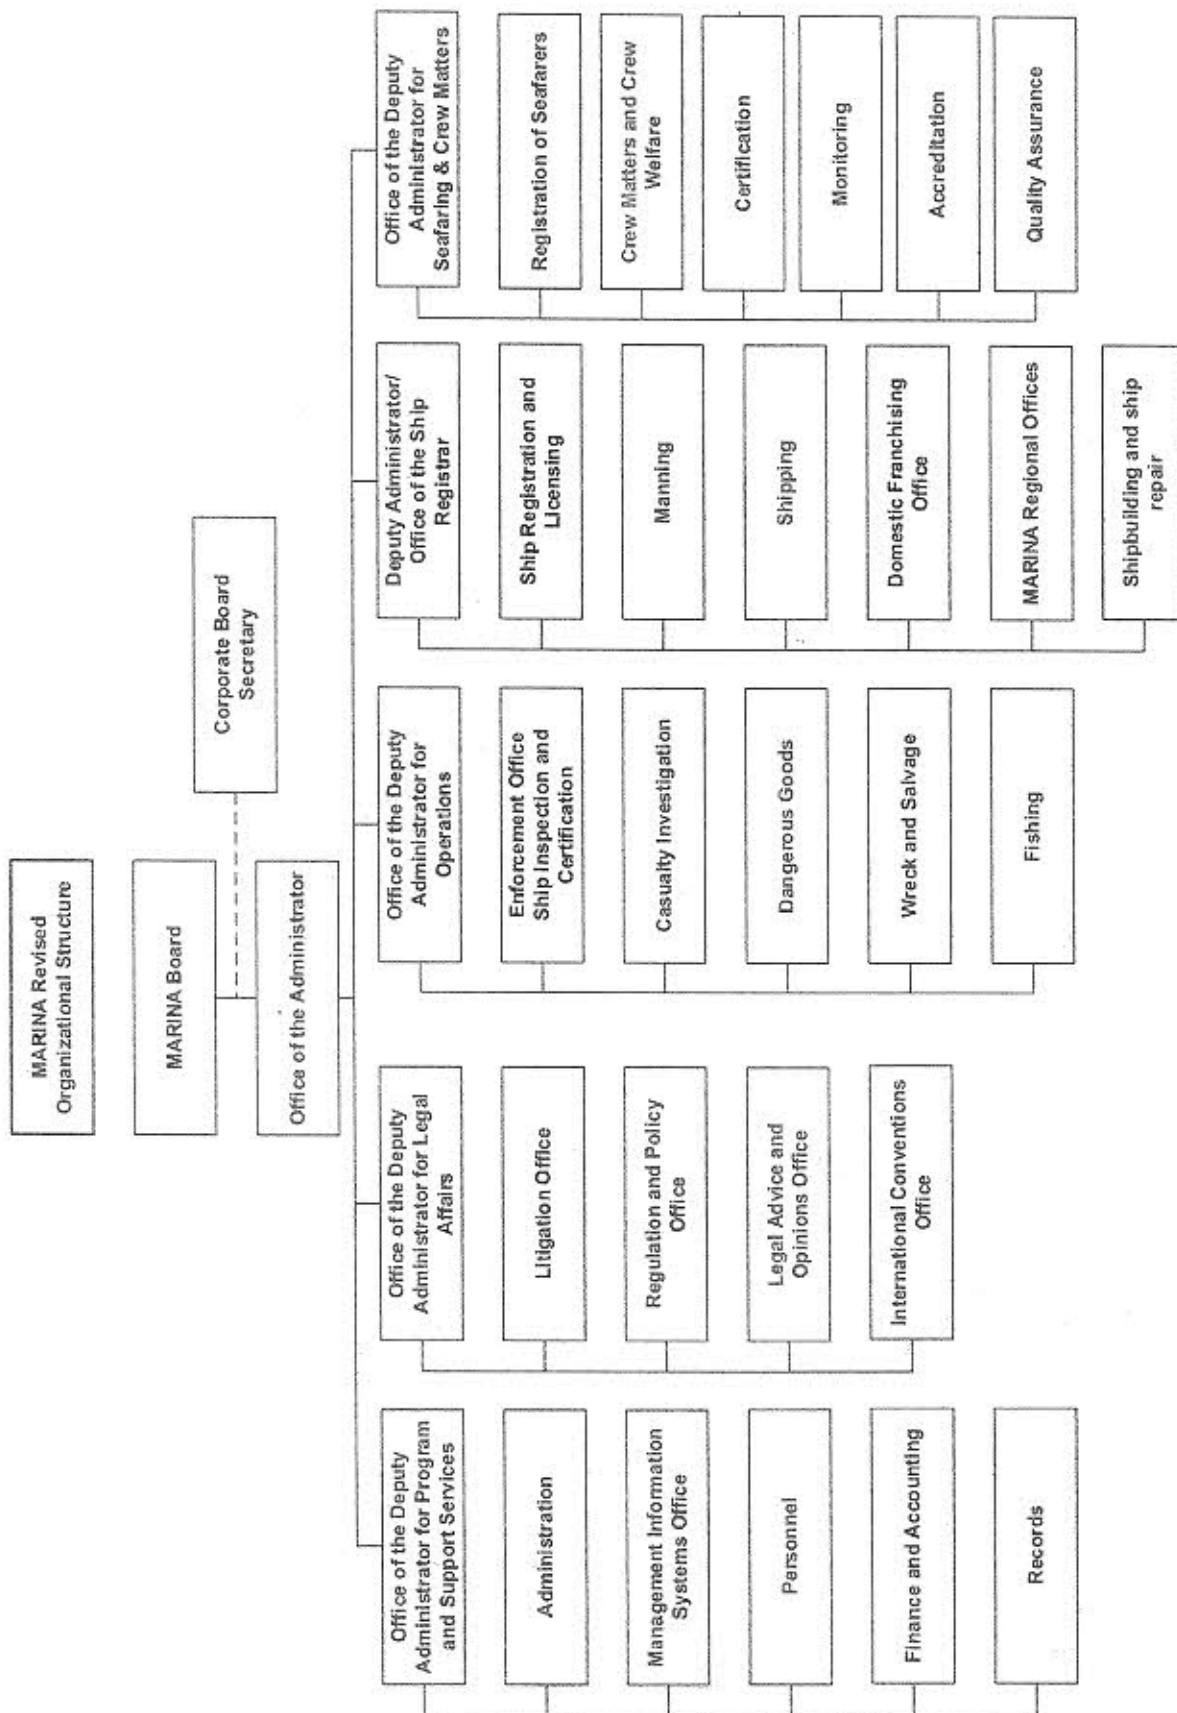 MARINA Revised
Organizational Structure
MARINA Board
Corporate Board
Secretary
Office of the Administrator
Office of the Deputy
Administrator for Program
and Support Services
Administration
Management Information
Systems Office
Personnel
Finance and Accounting
Records
Office of the Deputy
Administrator for Legal
Affairs
Litigation Office
Regulation and Policy
Office
Legal Advice and
Opinions Office
International Conventions
Office
Office of the Deputy
Administrator for
Operations
Enforcement Office
Ship Inspection and
Certification
Casualty Investigation
Dangerous Goods
Wreck and Salvage
Fishing
Deputy Administrator/
Office of the Ship
Registrar
Ship Registration and
Licensing
Manning
Shipping
Domestic Franchising
Office
MARINA Regional Offices
Shipbuilding and ship
repair
Office of the Deputy
Administrator for
Seafaring & Crew Matters
Registration of Seafarers
Crew Matters and Crew
Welfare
Certification
Monitoring
Accreditation
Quality Assurance